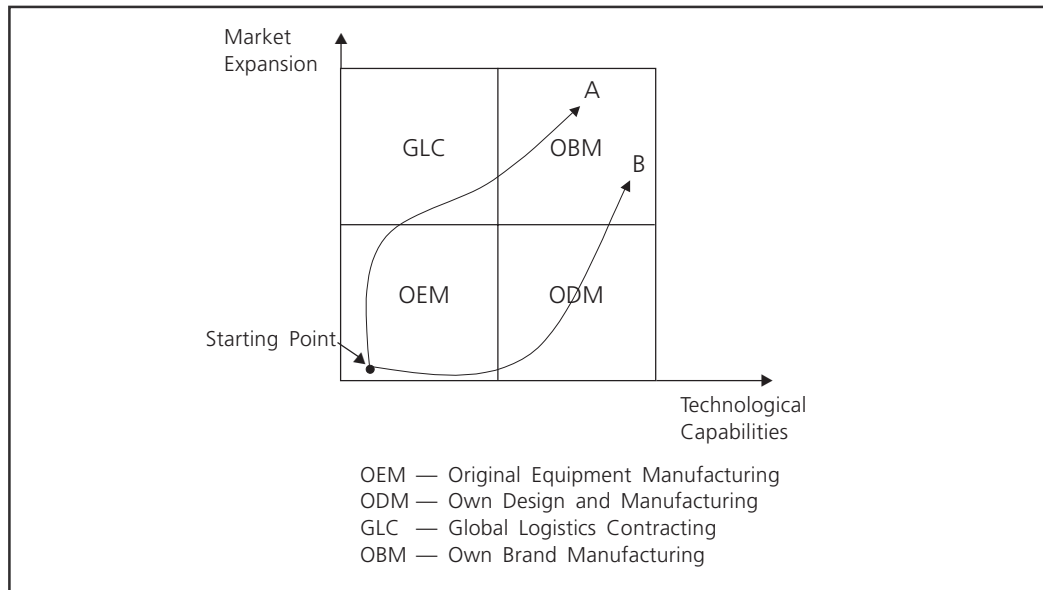 Market
Expansion
A
GLC
OBM
B
OEM
ODM
Starting Point
Technological
Capabilities
OEM — Original Equipment Manufacturing
ODM — Own Design and Manufacturing
GLC — Global Logistics Contracting
OBM — Own Brand Manufacturing